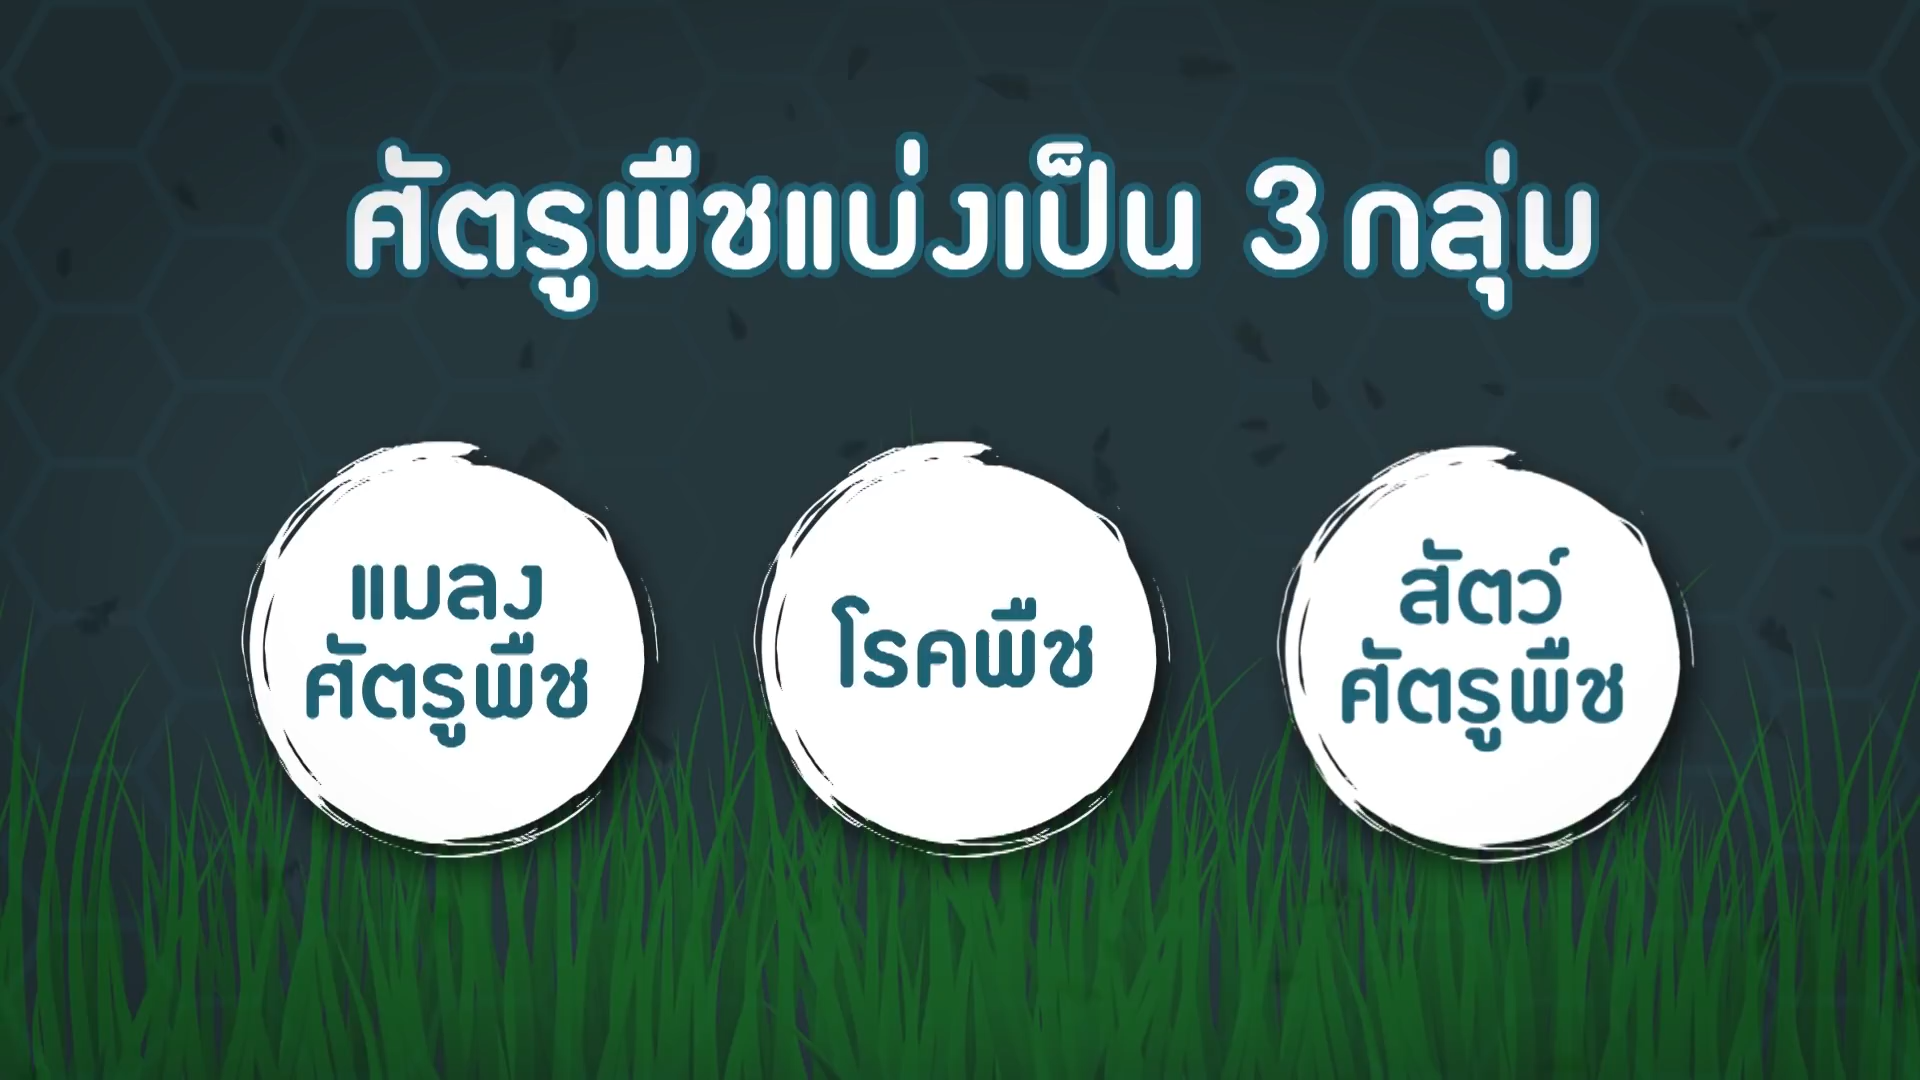 ศัตรูพืชแบ่งเป็น 3 กลุ่ม
แมลง
ศัตรูพืช
โรคพืช
สัตว์
ศัตรูพืช